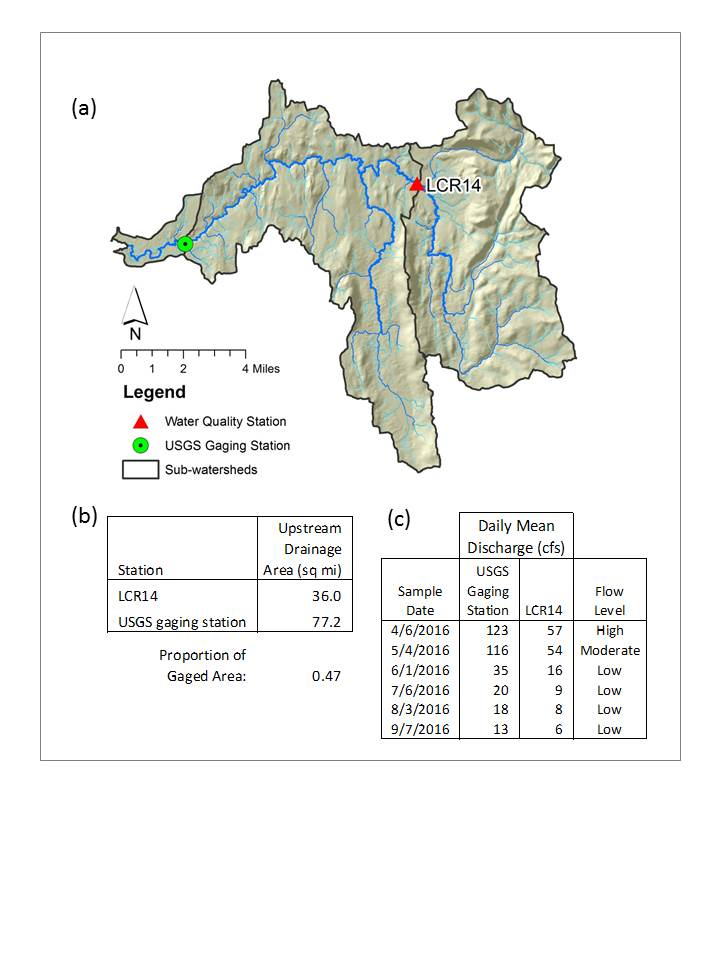 (a)
LCR14
N
0 1 2 4 Miles
Legend
Water Quality Station
USGS Gaging Station
Sub-watersheds
(b)
Upstream
Drainage
Station Area (sq mi)
LCR14 36.0
USGS gaging station 77.2
Proportion of
Gaged Area: 0.47
(c)
Daily Mean
Discharge (cfs)
USGS
Sample Gaging Flow
Date Station LCR14 Level
4/6/2016 123 57 High
5/4/2016 116 54 Moderate
6/1/2016 35 16 Low
7/6/2016 20 9 Low
8/3/2016 18 8 Low
9/7/2016 13 6 Low